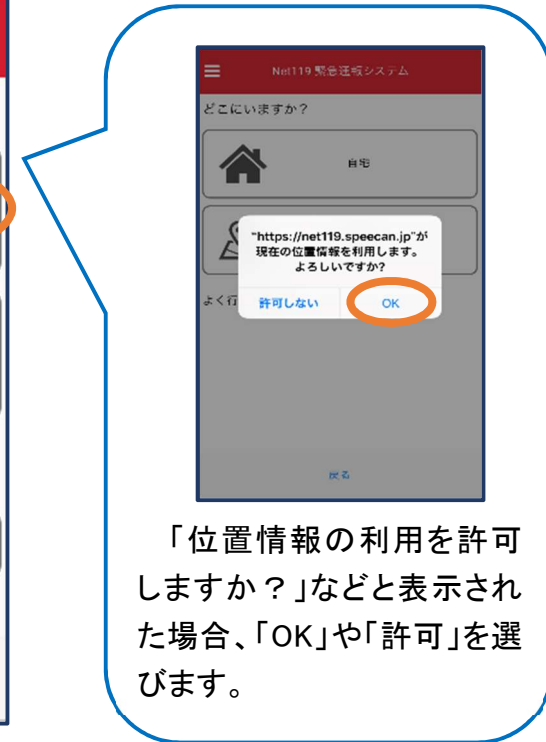 Net119 緊急通報システム
どこにいますか？
自宅
"https://net119.speecan.jp"が
現在の位置情報を利用します。
よろしいですか?
よく行
許可しない
OK
戻る
「位置情報の利用を許可
しますか？」などと表示され
た場合、「OK」や「許可」を選
びます。